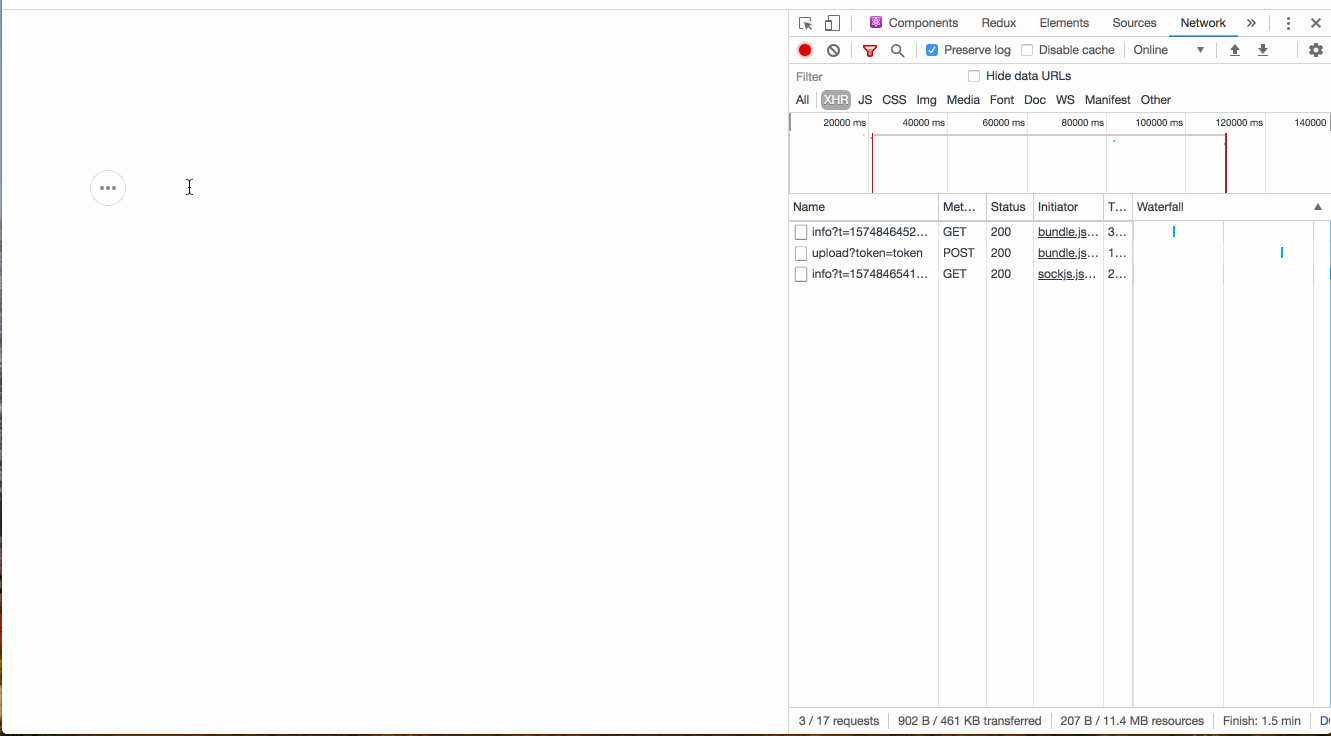 Components Redux Elements Sources Network »
Preserve log Disable cache Online
Filter Hide data URLs
All XHR JS CSS Img Media Font Doc WS Manifest Other
20000 ms 40000 ms 60000 ms 80000 ms 100000 ms 120000 ms 140000
Name Met... Status Initiator T... Waterfall
info?t=1574846452... GET 200 bundle.js... 3...
upload?token=token POST 200 bundle.js... 1...
info?t=1574846541... GET 200 sockjs.js... 2...
3 / 17 requests 902 B / 461 KB transferred 207 B / 11.4 MB resources Finish: 1.5 min